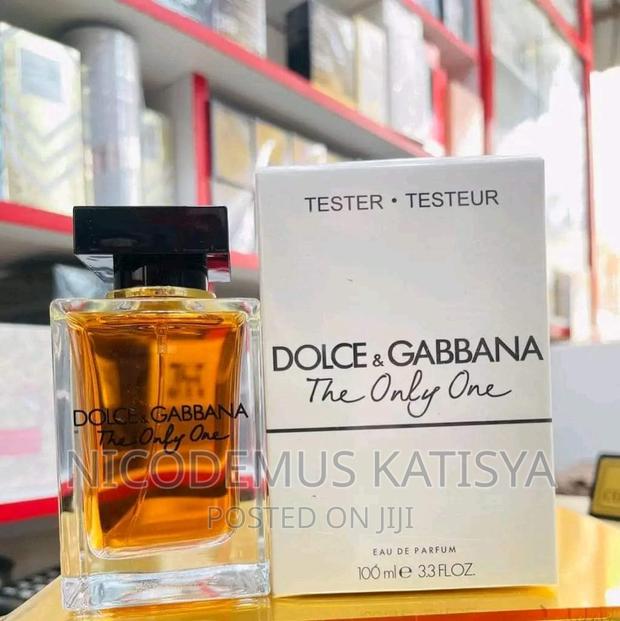 TESTER • TESTEUR
DOLCE & GABBANA
The Only One
EAU DE PARFUM
100 ml e 3.3 FL.OZ.
DOLCE & GABBANA
The Only One
NICODEMUS KATISYA
POSTED ON JIJI